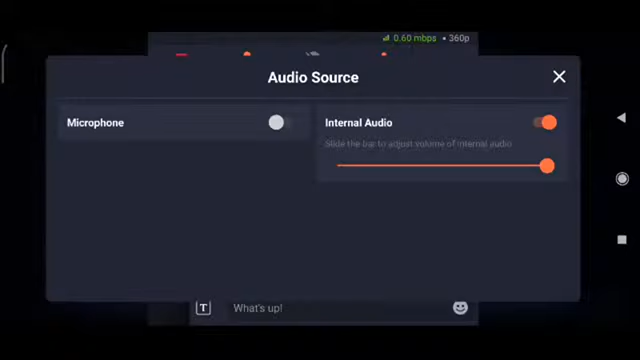 0.60 mbps • 360p
Audio Source
Microphone
Internal Audio
Slide the bar to adjust volume of internal audio
T
What's up!